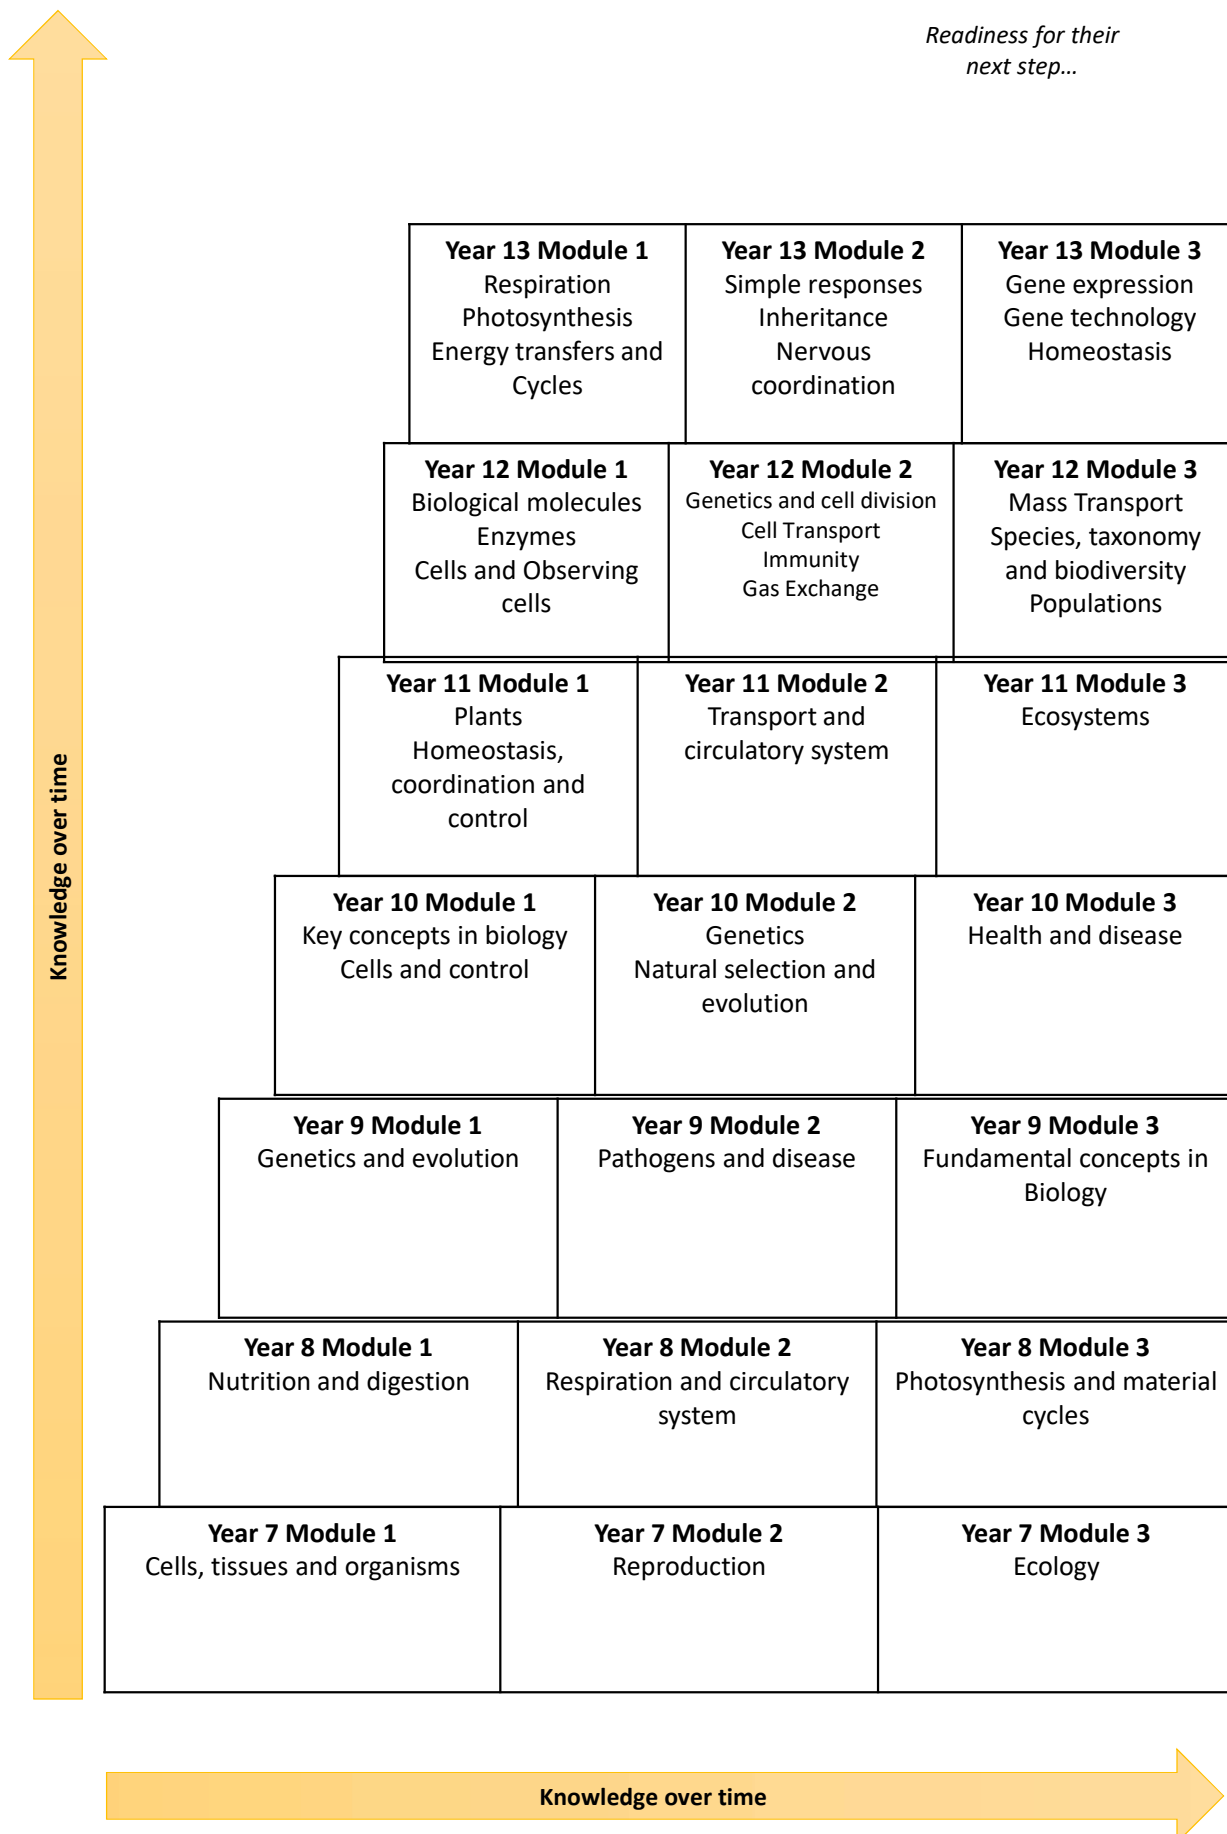 Readiness for their
next step...
Knowledge over time
Year 13 Module 1
Respiration
Photosynthesis
Energy transfers and
Cycles
Year 13 Module 2
Simple responses
Inheritance
Nervous
coordination
Year 13 Module 3
Gene expression
Gene technology
Homeostasis
Year 12 Module 1
Biological molecules
Enzymes
Cells and Observing
cells
Year 12 Module 2
Genetics and cell division
Cell Transport
Immunity
Gas Exchange
Year 12 Module 3
Mass Transport
Species, taxonomy
and biodiversity
Populations
Year 11 Module 1
Plants
Homeostasis,
coordination and
control
Year 11 Module 2
Transport and
circulatory system
Year 11 Module 3
Ecosystems
Year 10 Module 1
Key concepts in biology
Cells and control
Year 10 Module 2
Genetics
Natural selection and
evolution
Year 10 Module 3
Health and disease
Year 9 Module 1
Genetics and evolution
Year 9 Module 2
Pathogens and disease
Year 9 Module 3
Fundamental concepts in
Biology
Year 8 Module 1
Nutrition and digestion
Year 8 Module 2
Respiration and circulatory
system
Year 8 Module 3
Photosynthesis and material
cycles
Year 7 Module 1
Cells, tissues and organisms
Year 7 Module 2
Reproduction
Year 7 Module 3
Ecology
Knowledge over time